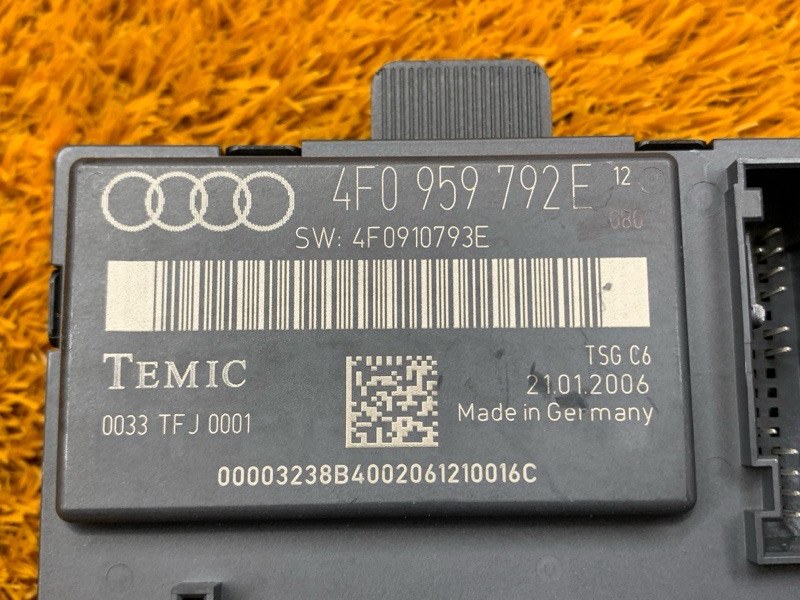 4F0 959 792E 12
080
SW: 4F0910793E
TEMIC
TSG C6
21.01.2006
0033 TFJ 0001
Made in Germany
00003238B4002061210016C